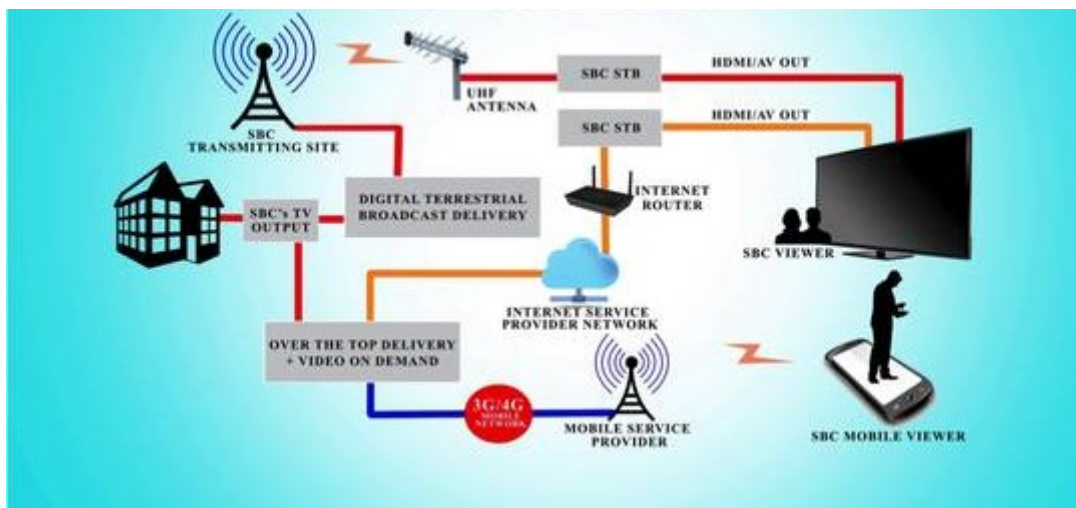 SBC
TRANSMITTING SITE
UHF
ANTENNA
SBC STB
HDMI/AV OUT
SBC STB
HDMI/AV OUT
INTERNET
ROUTER
SBC's TV
OUTPUT
DIGITAL TERRESTRIAL
BROADCAST DELIVERY
SBC VIEWER
INTERNET SERVICE
PROVIDER NETWORK
OVER THE TOP DELIVERY
+ VIDEO ON DEMAND
3G/4G
MOBILE
NETWORK
MOBILE SERVICE
PROVIDER
SBC MOBILE VIEWER